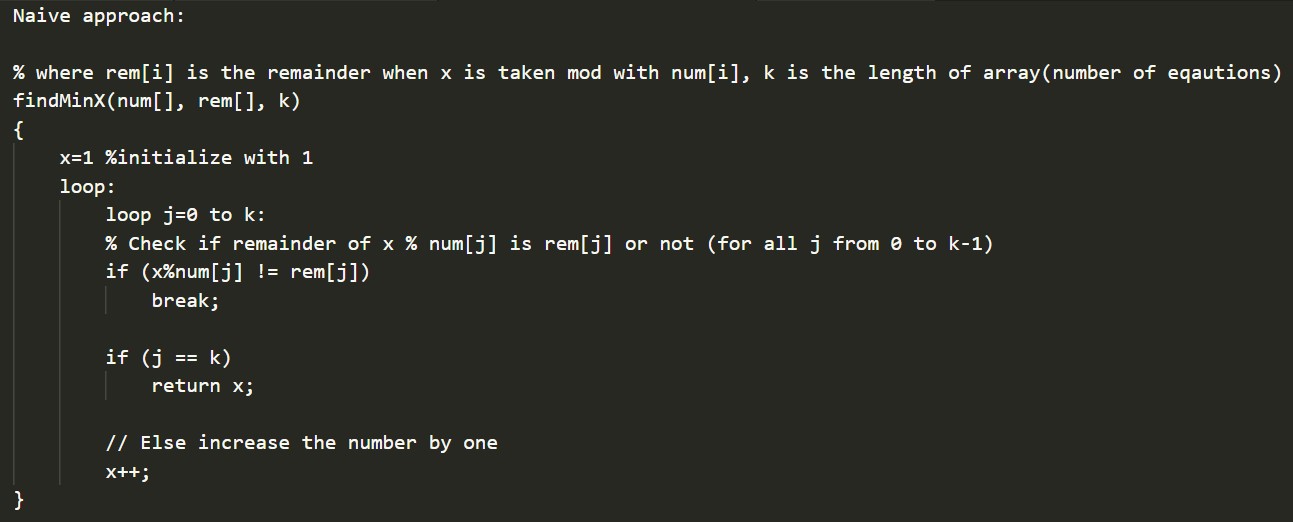 Naive approach:
% where rem[i] is the remainder when x is taken mod with num[i], k is the length of array(number of eqautions)
findMinX(num[], rem[], k)
{
x=1 %initialize with 1
loop:
loop j=0 to k:
% Check if remainder of x % num[j] is rem[j] or not (for all j from 0 to k-1)
if (x%num[j] != rem[j])
break;
if (j == k)
return x;
// Else increase the number by one
x++;
}